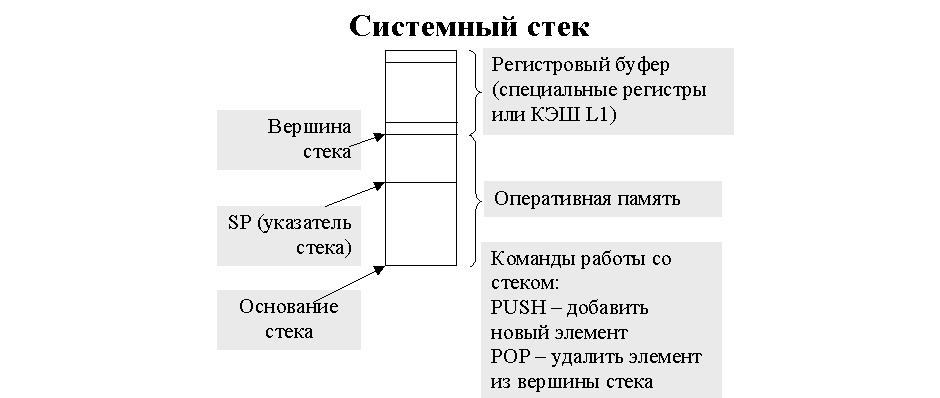 Системный стек
Регистровый буфер
(специальные регистры
или КЭШ L1)
Вершина
стека
Оперативная память
SP (указатель
стека)
Основание
стека
Команды работы со
стеком:
PUSH – добавить
новый элемент
POP – удалить элемент
из вершины стека